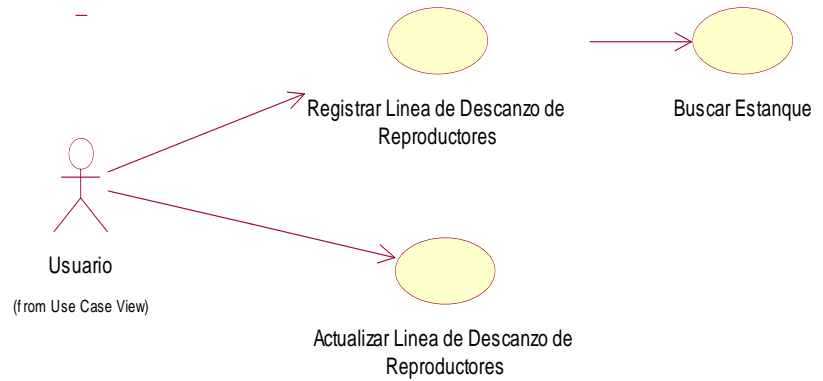 Registrar Linea de Descanzo de
Reproductores
Buscar Estanque
Usuario
(from Use Case View)
Actualizar Linea de Descanzo de
Reproductores